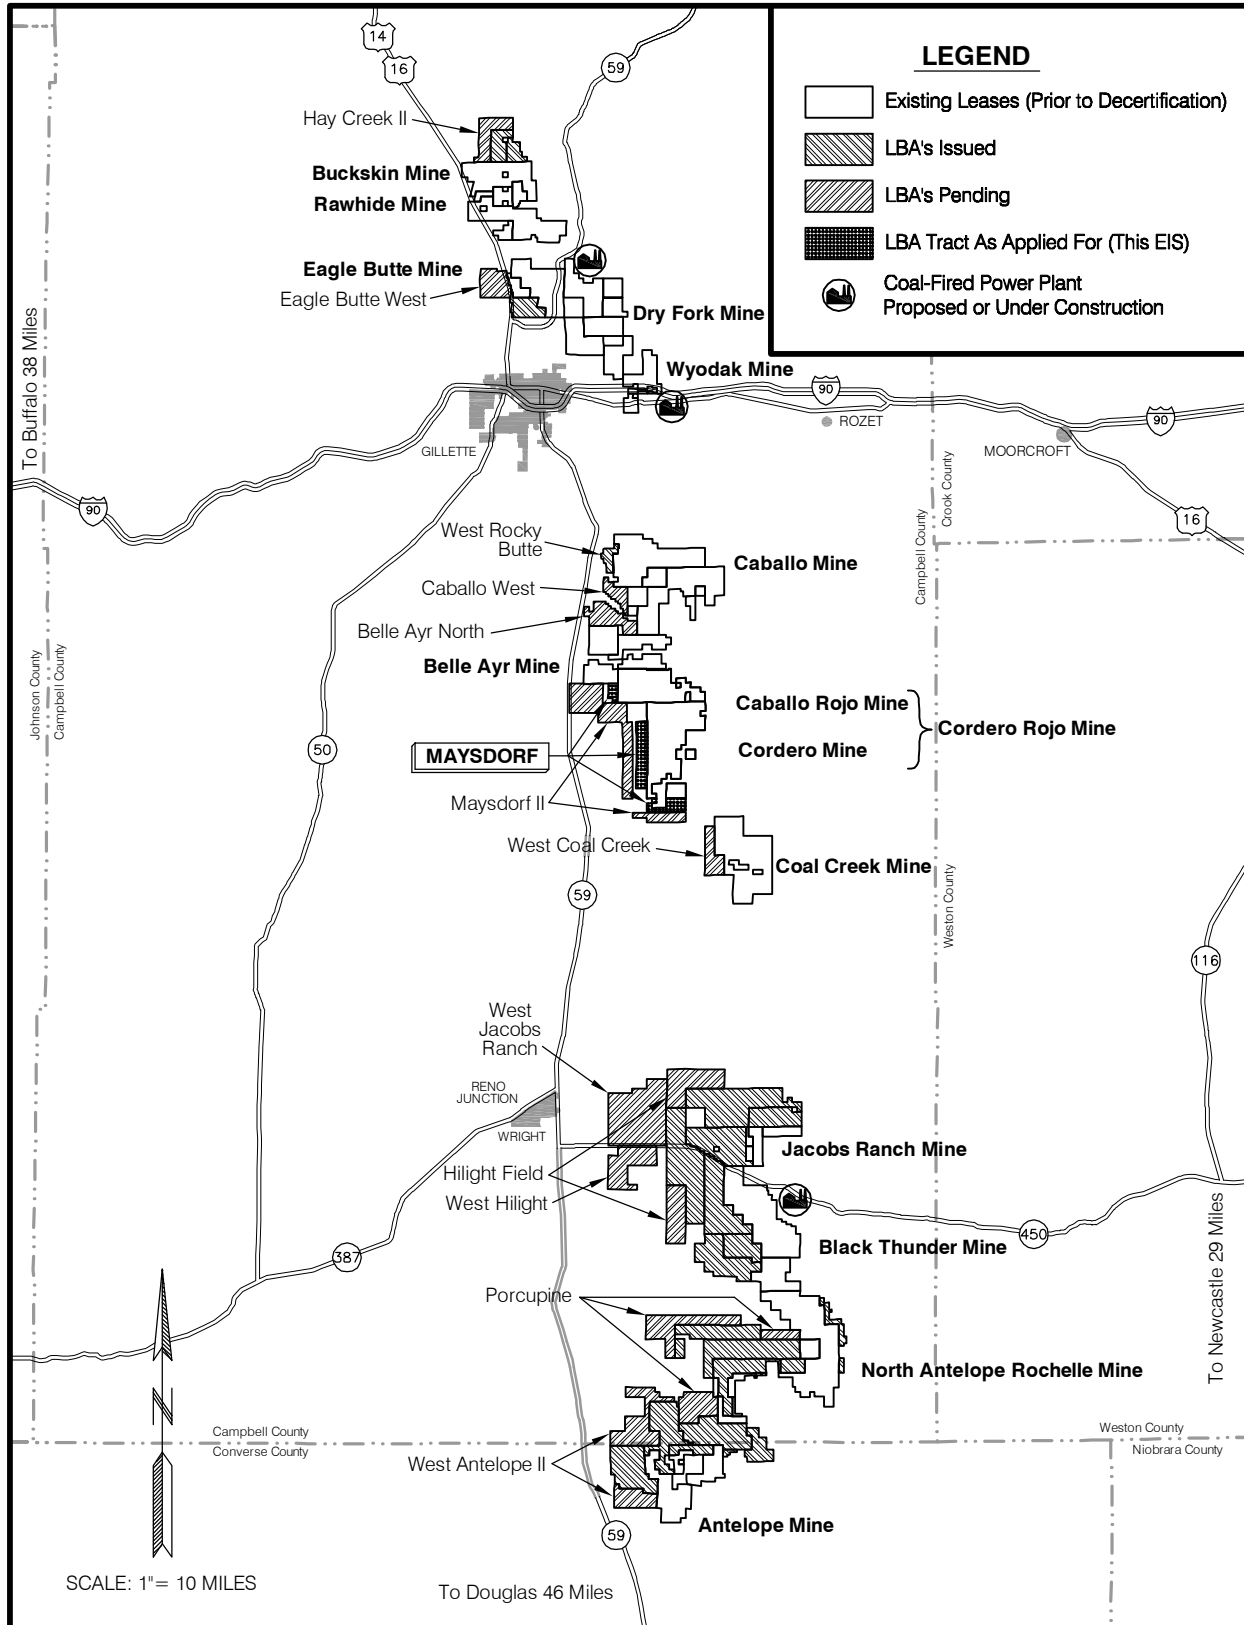 14
16
59
LEGEND
Existing Leases (Prior to Decertification)
LBA's Issued
LBA's Pending
LBA Tract As Applied For (This EIS)
Coal-Fired Power Plant
Proposed or Under Construction
Hay Creek II
Buckskin Mine
Rawhide Mine
Eagle Butte Mine
Eagle Butte West
Dry Fork Mine
Wyodak Mine
To Buffalo 38 Miles
90
ROZET
GILLETTE
MOORCROFT
90
90
16
Crook County
Campbell County
West Rocky
Butte
Caballo Mine
Caballo West
Belle Ayr North
Belle Ayr Mine
Johnson County
Campbell County
Caballo Rojo Mine
Cordero Rojo Mine
Cordero Mine
50
MAYSDORF
Maysdorf II
West Coal Creek
Coal Creek Mine
59
Weston County
116
West
Jacobs
Ranch
RENO
JUNCTION
WRIGHT
Jacobs Ranch Mine
Hilight Field
West Hilight
450
Black Thunder Mine
387
Porcupine
North Antelope Rochelle Mine
To Newcastle 29 Miles
N
Campbell County
Converse County
Weston County
Niobrara County
West Antelope II
Antelope Mine
59
SCALE: 1"= 10 MILES
To Douglas 46 Miles